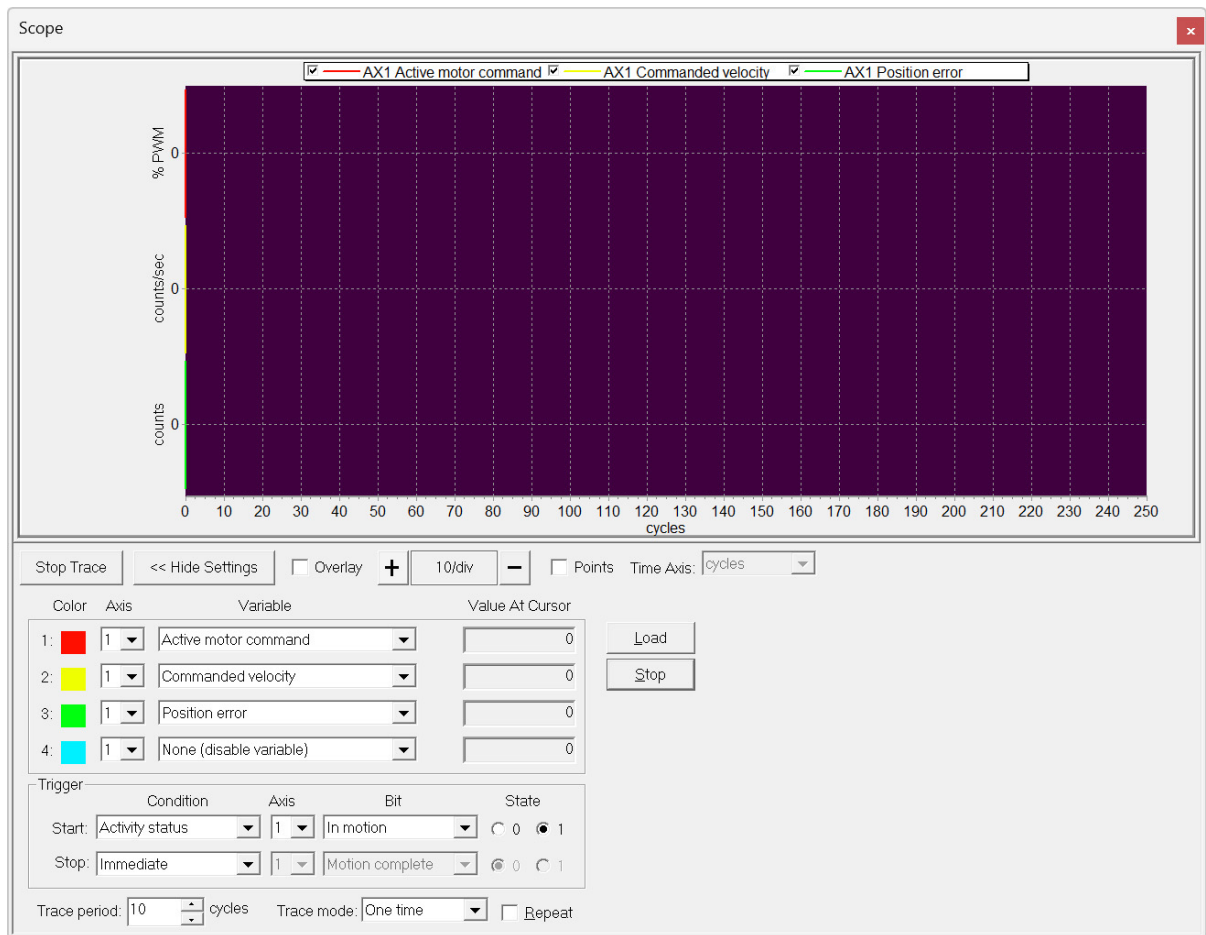 Scope
x
AX1 Active motor command AX1 Commanded velocity AX1 Position error
% PWM
0
counts/sec
0
counts
0
0 10 20 30 40 50 60 70 80 90 100 110 120 130 140 150 160 170 180 190 200 210 220 230 240 250
cycles
Stop Trace << Hide Settings Overlay + 10/div − Points Time Axis: cycles
Color Axis Variable Value At Cursor
1: 1 Active motor command 0 Load
2: 1 Commanded velocity 0 Stop
3: 1 Position error 0
4: 1 None (disable variable) 0
Trigger
Condition Axis Bit State
Start: Activity status 1 In motion 0 1
Stop: Immediate 1 Motion complete 0 1
Trace period: 10 cycles Trace mode: One time Repeat